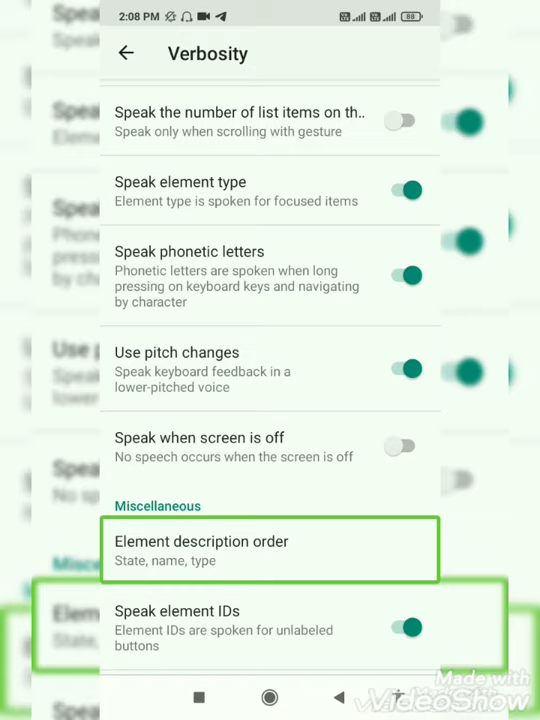 2:08 PM
88
Verbosity
Speak the number of list items on th..
Speak only when scrolling with gesture
Speak element type
Element type is spoken for focused items
Speak phonetic letters
Phonetic letters are spoken when long
pressing on keyboard keys and navigating
by character
Use pitch changes
Speak keyboard feedback in a
lower-pitched voice
Speak when screen is off
No speech occurs when the screen is off
Miscellaneous
Element description order
State, name, type
Speak element IDs
Element IDs are spoken for unlabeled
buttons
Made with
VideoShow